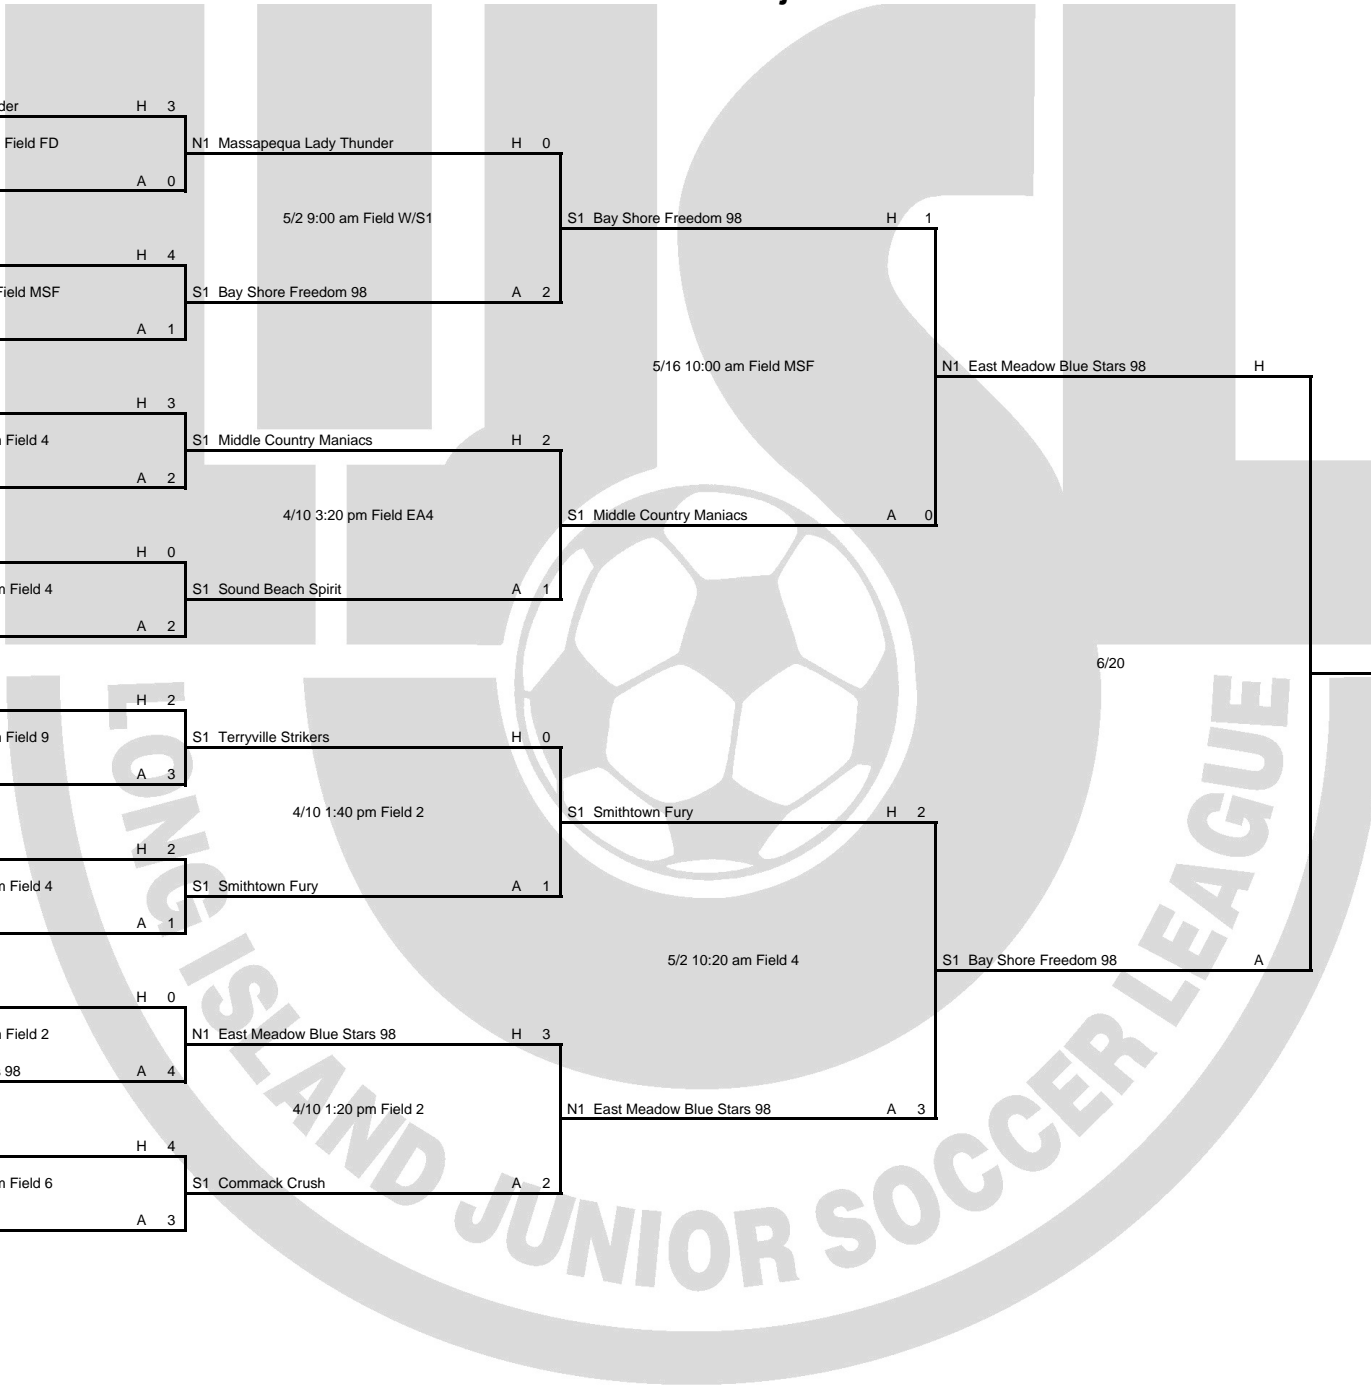 der H 3
Field FD
A 0
N1 Massapequa Lady Thunder H 0
5/2 9:00 am Field W/S1
H 4
Field MSF
A 1
S1 Bay Shore Freedom 98 A 2
H 3
Field 4
A 2
S1 Middle Country Maniacs H 2
4/10 3:20 pm Field EA4
H 0
Field 4
A 2
S1 Sound Beach Spirit A 1
H 2
Field 9
A 3
S1 Terryville Strikers H 0
4/10 1:40 pm Field 2
H 2
Field 4
A 1
S1 Smithtown Fury A 1
H 0
Field 2
98 A 4
N1 East Meadow Blue Stars 98 H 3
4/10 1:20 pm Field 2
H 4
Field 6
A 3
S1 Commack Crush A 2
S1 Bay Shore Freedom 98 H 1
5/16 10:00 am Field MSF
S1 Middle Country Maniacs A 0
S1 Smithtown Fury H 2
5/2 10:20 am Field 4
N1 East Meadow Blue Stars 98 A 3
N1 East Meadow Blue Stars 98 H
6/20
S1 Bay Shore Freedom 98 A
LONG ISLAND JUNIOR SOCCER LEAGUE